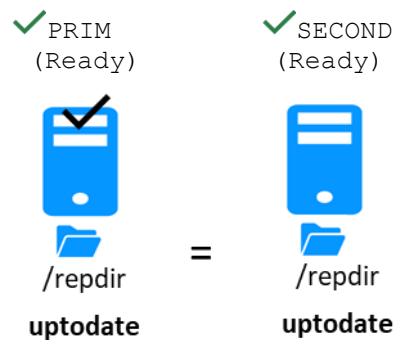 PRIM
(Ready)
SECOND
(Ready)
/repdir
=
/repdir
uptodate
uptodate